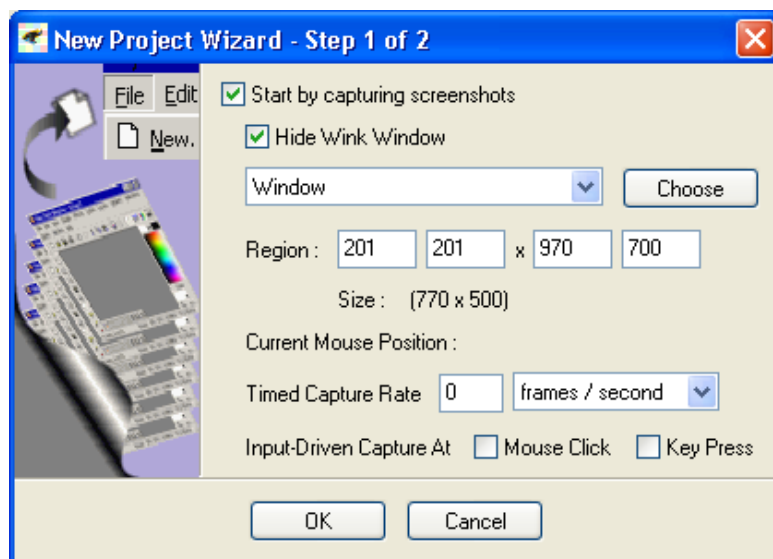 New Project Wizard - Step 1 of 2
File Edit
New.
Start by capturing screenshots
Hide Wink Window
Window Choose
Region : 201 201 x 970 700
Size : (770 x 500)
Current Mouse Position :
Timed Capture Rate 0 frames / second
Input-Driven Capture At Mouse Click Key Press
OK Cancel